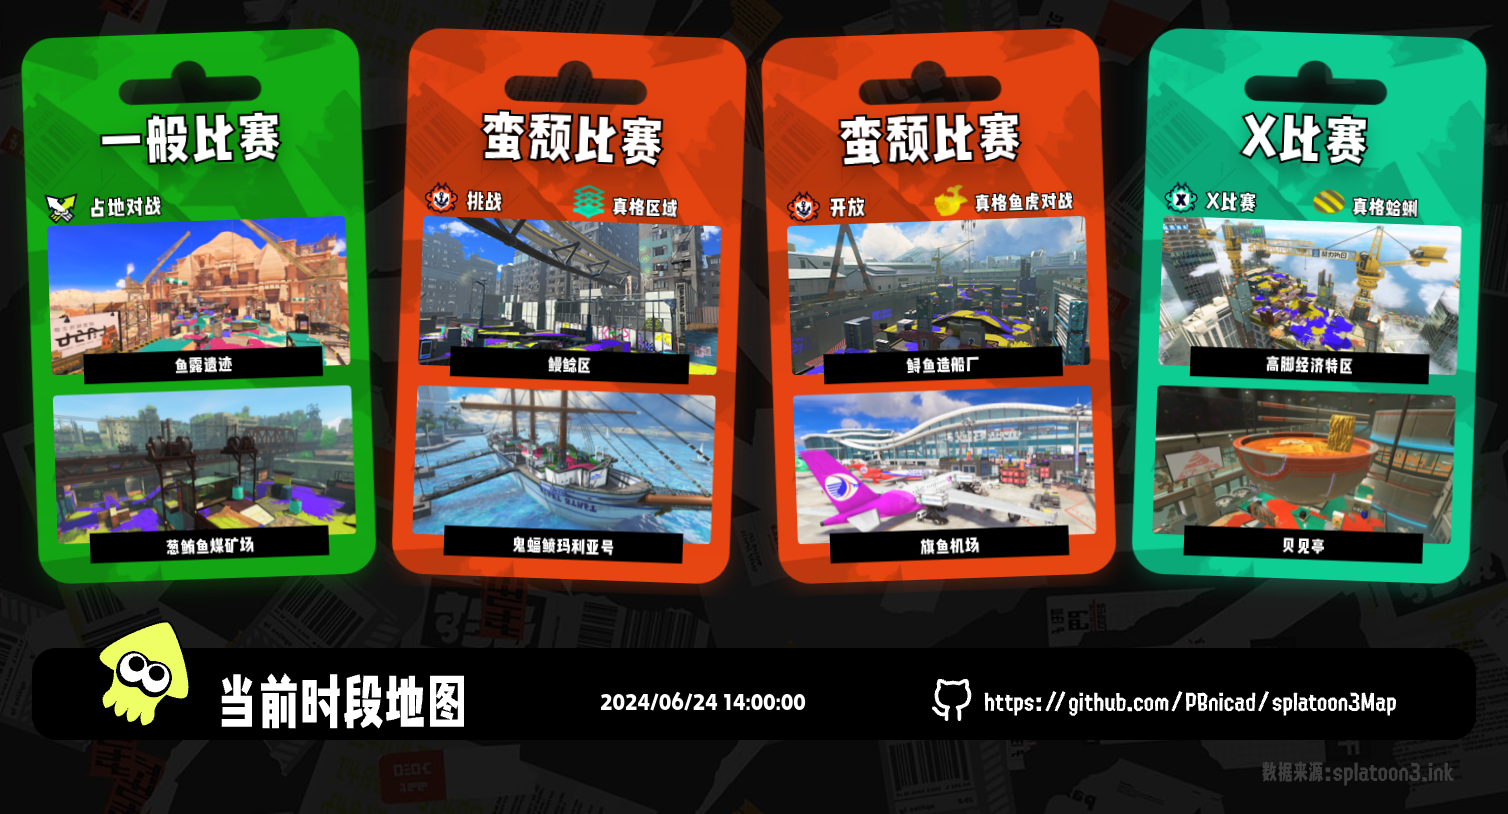 一般比赛
占地对战
鱼露遗迹
葱鲔鱼煤矿场
蛮颓比赛
挑战
真格区域
鳗鲶区
鬼蝠鲼玛利亚号
蛮颓比赛
开放
真格鱼虎对战
鲟鱼造船厂
旗鱼机场
X比赛
X比赛
真格蛤蜊
高脚经济特区
贝见亭
当前时段地图
2024/06/24 14:00:00
https://github.com/PBnicad/splatoon3Map
数据来源:splatoon3.ink